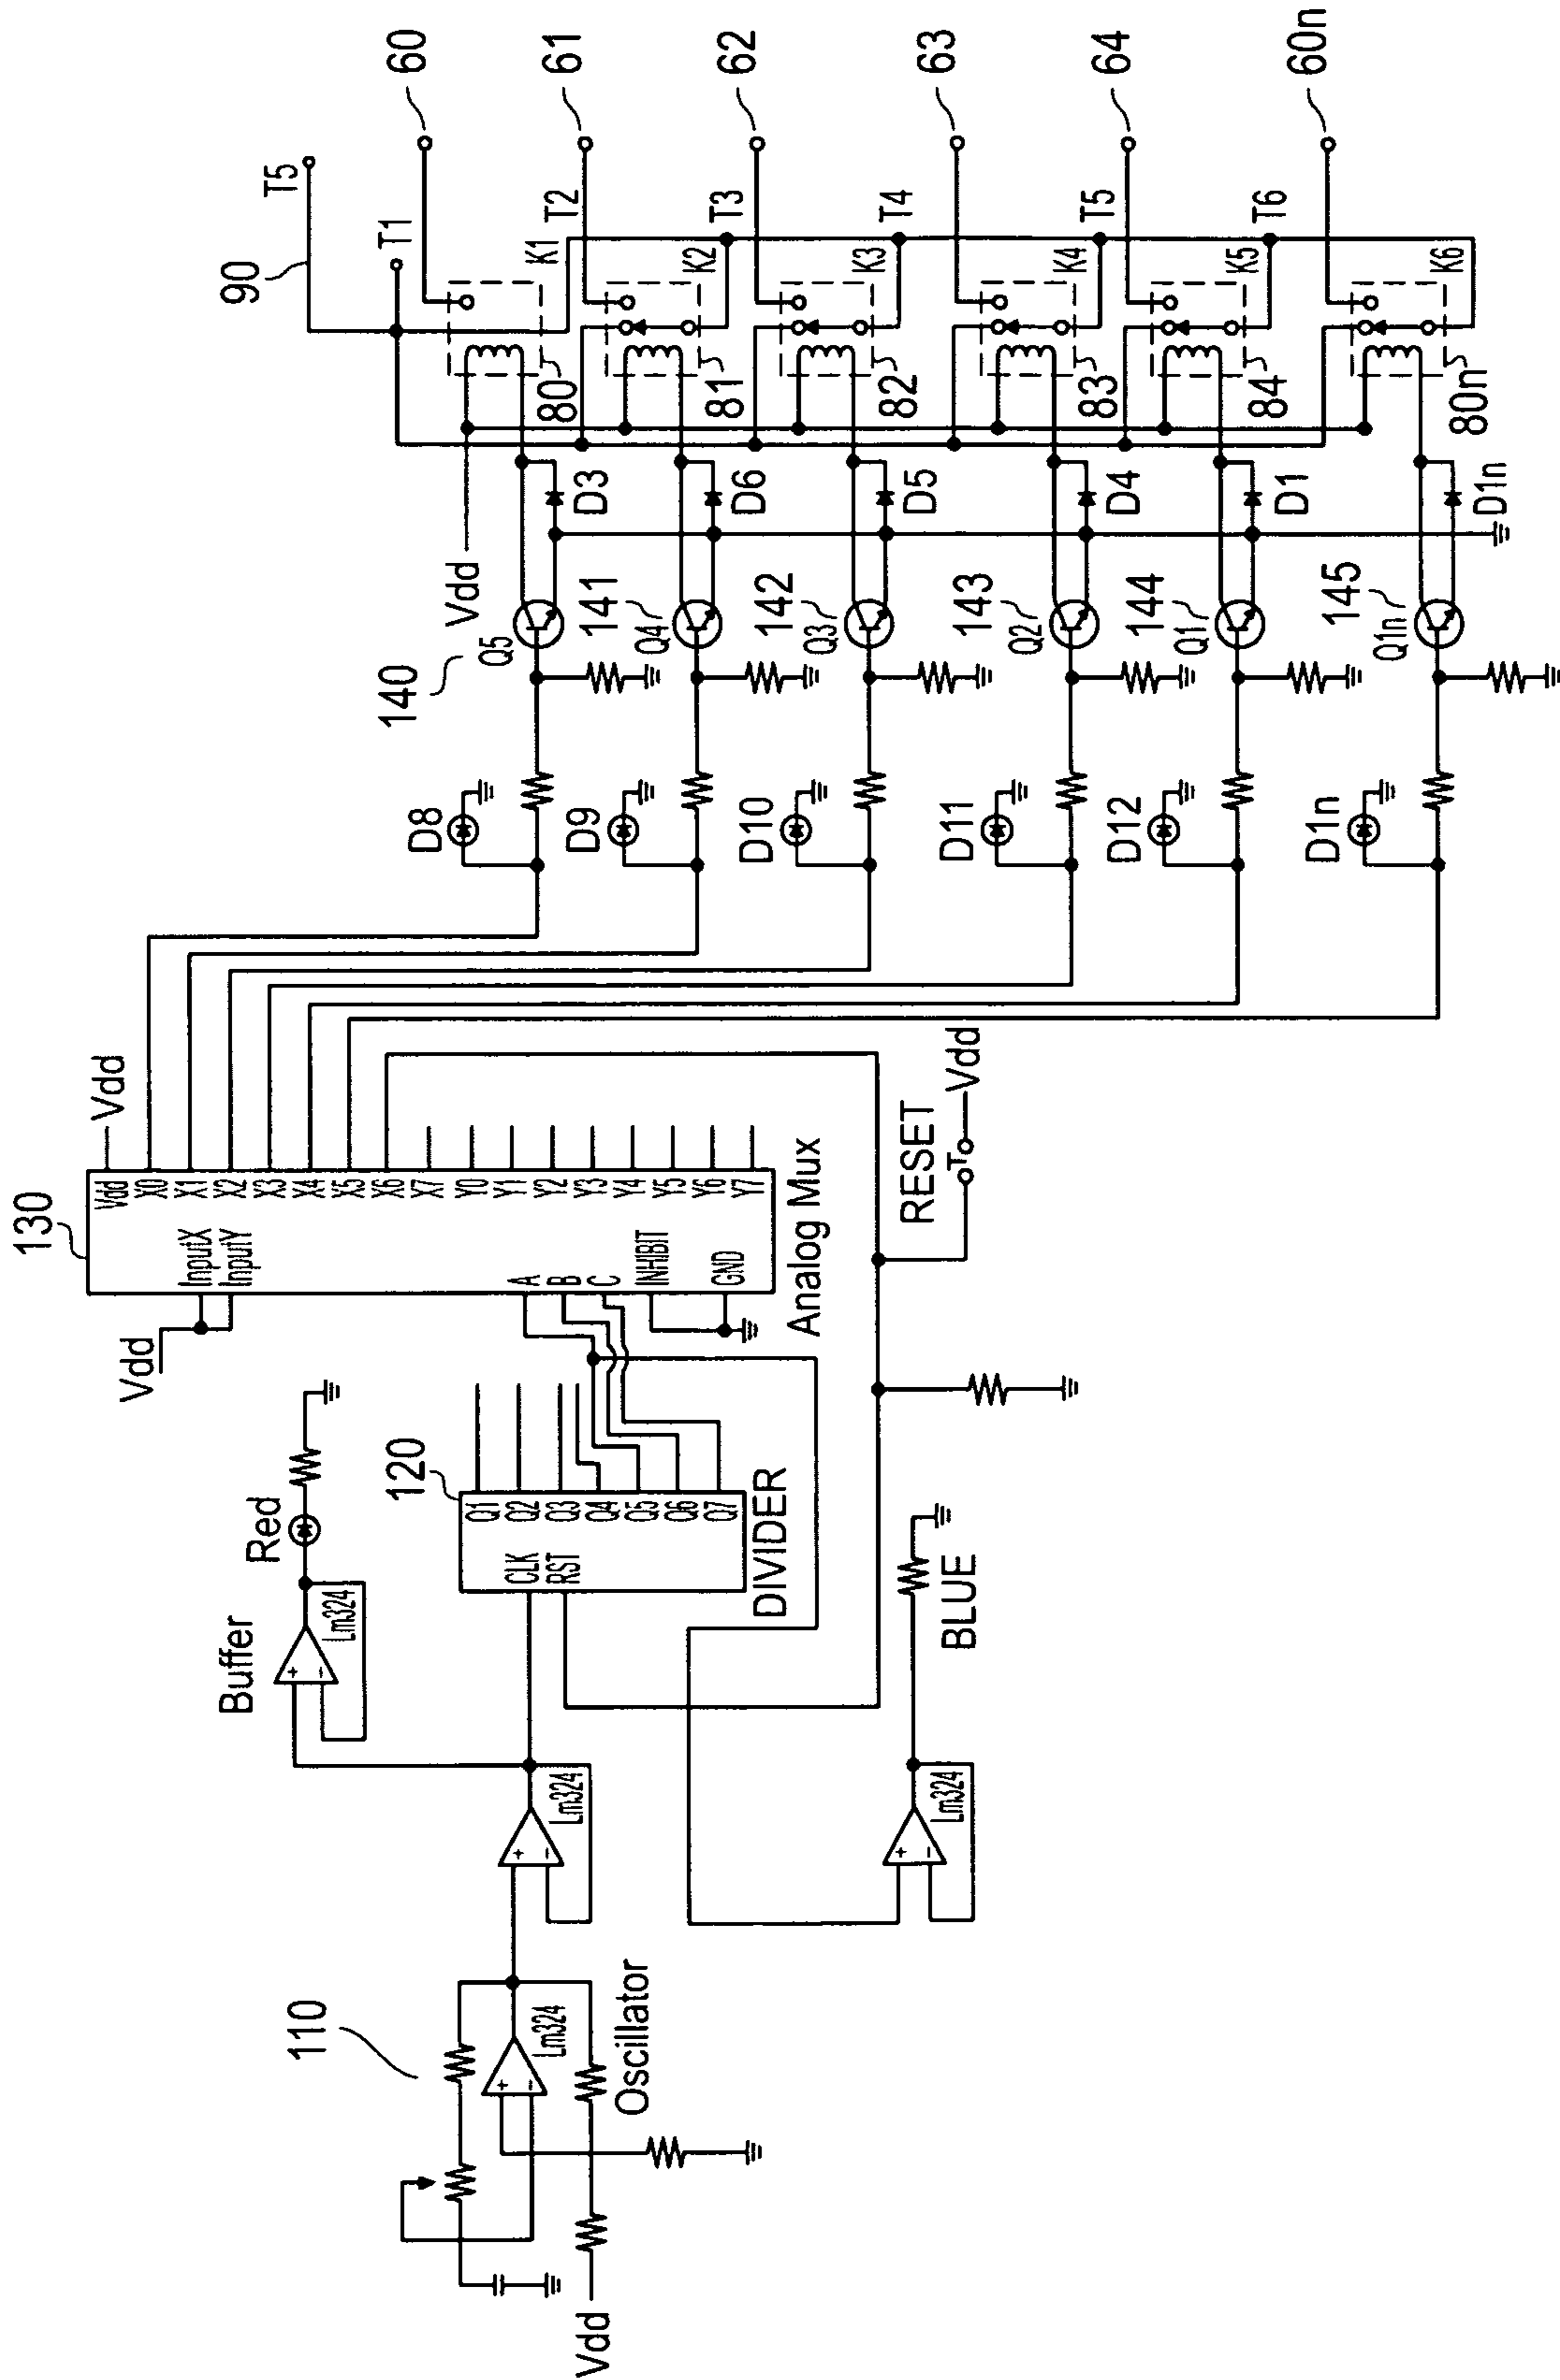 110
Vdd
Oscillator
Lm324
+
-
Lm324
+
-
Buffer
Lm324
+
-
Red
120
CLK
RST
Q1
Q2
Q3
Q4
Q5
Q6
Q7
DIVIDER
Lm324
+
-
BLUE
RESET
Vdd
130
Vdd
Vdd
InputX
InputY
A
B
C
INHIBIT
GND
Vdd
X0
X1
X2
X3
X4
X5
X6
X7
Y0
Y1
Y2
Y3
Y4
Y5
Y6
Y7
Analog Mux
D8
D9
D10
D11
D12
D1n
140
Q5
141
Q4
142
Q3
143
Q2
144
Q1
145
Q1n
Vdd
D3
D6
D5
D4
D1
D1n
80
81
82
83
84
80n
90
T5
T1
K1
K2
K3
K4
K5
K6
T2
T3
T4
T5
T6
60
61
62
63
64
60n